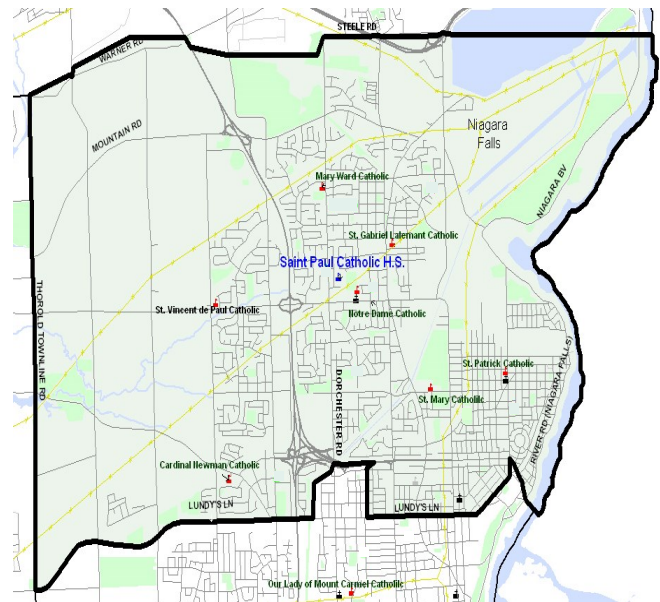 STEELE RD
WARNER RD
MOUNTAIN RD
Niagara
Falls
Mary Ward Catholic
NIAGARA BV
St. Gabriel Lalemant Catholic
Saint Paul Catholic H.S.
THOROLD TOWNLINE RD
St. Vincent de Paul Catholic
Notre Dame Catholic
DORCHESTER RD
St. Patrick Catholic
RIVER RD (NIAGARA FALLS)
St. Mary Catholilc
Cardinal Newman Catholic
LUNDY'S LN
LUNDY'S LN
Our Lady of Mount Carmel Catholilc